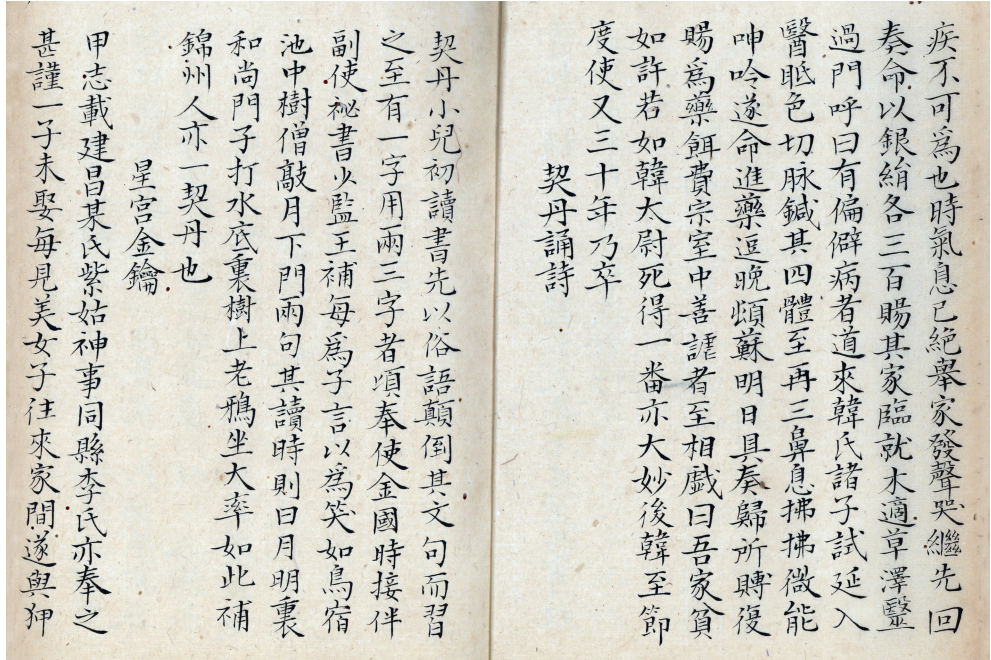 疾不可為也時氣息已絕舉家發聲哭繼先回
奏命以銀絹各三百賜其家臨就木適草澤醫
過門呼曰有偏僻病者道來韓氏諸子試延入
醫眂色切脉鍼其四體至再三鼻息拂拂微能
呻吟遂命進藥逗晚頃蘇明日具奏歸所賻復
賜為藥餌費宗室中善謔者至相戲曰吾家貧
如許若如韓太尉死得一番亦大妙後韓至節
度使又三十年乃卒
契丹誦詩
契丹小兒初讀書先以俗語顛倒其文句而習
之至有一字用兩三字者頃奉使金國時接伴
副使祕書少監王補每為予言以為笑如鳥宿
池中樹僧敲月下門兩句其讀時則曰月明裏
和尚門子打水底裏樹上老鴉坐大率如此補
錦州人亦一契丹也
星宮金鑰
甲志載建昌某氏紫姑神事同縣李氏亦奉之
甚謹一子未娶每見美女子往來家間遂與狎